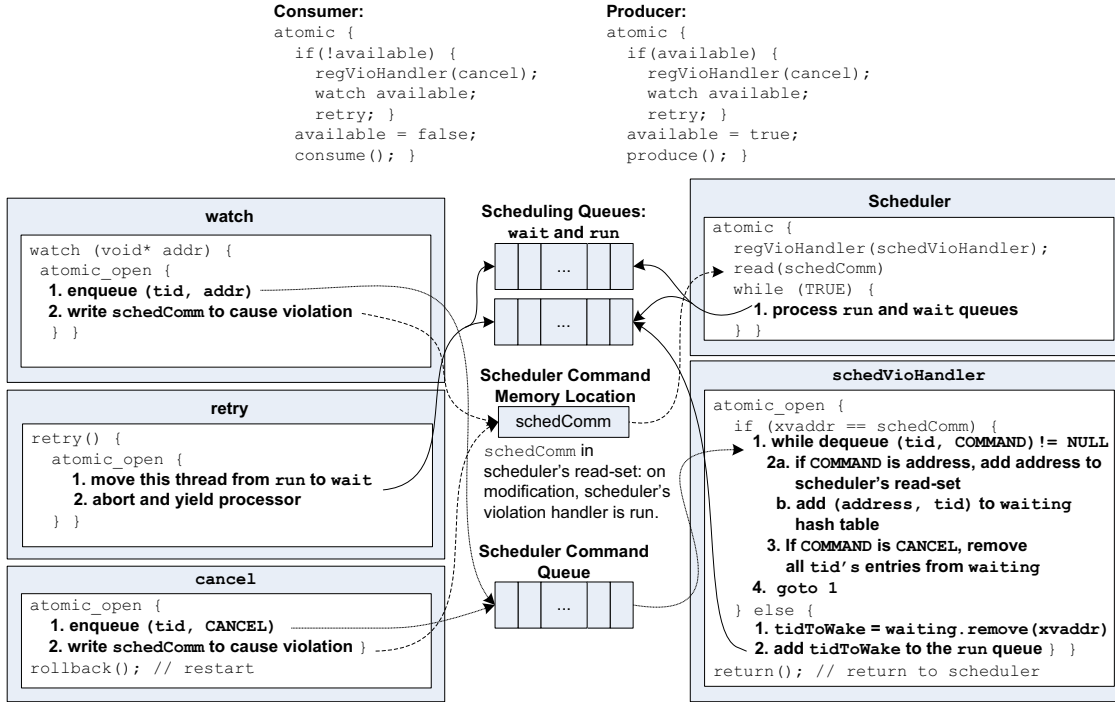 Consumer:
atomic {
if(!available) {
regVioHandler(cancel);
watch available;
retry; }
available = false;
consume(); }
Producer:
atomic {
if(available) {
regVioHandler(cancel);
watch available;
retry; }
available = true;
produce(); }
watch
watch (void* addr) {
atomic_open {
1. enqueue (tid, addr)
2. write schedComm to cause violation
} }
retry
retry() {
atomic_open {
1. move this thread from run to wait
2. abort and yield processor
} }
cancel
atomic_open {
1. enqueue (tid, CANCEL)
2. write schedComm to cause violation }
rollback(); // restart
Scheduling Queues:
wait and run
...
...
Scheduler Command
Memory Location
schedComm
schedComm in
scheduler's read-set: on
modification, scheduler's
violation handler is run.
Scheduler Command
Queue
...
Scheduler
atomic {
regVioHandler(schedVioHandler);
read(schedComm)
while (TRUE) {
1. process run and wait queues
} }
schedVioHandler
atomic_open {
if (xvaddr == schedComm) {
1. while dequeue (tid, COMMAND) != NULL
2a. if COMMAND is address, add address to
scheduler's read-set
b. add (address, tid) to waiting
hash table
3. If COMMAND is CANCEL, remove
all tid's entries from waiting
4. goto 1
} else {
1. tidToWake = waiting.remove(xvaddr)
2. add tidToWake to the run queue } }
return(); // return to scheduler